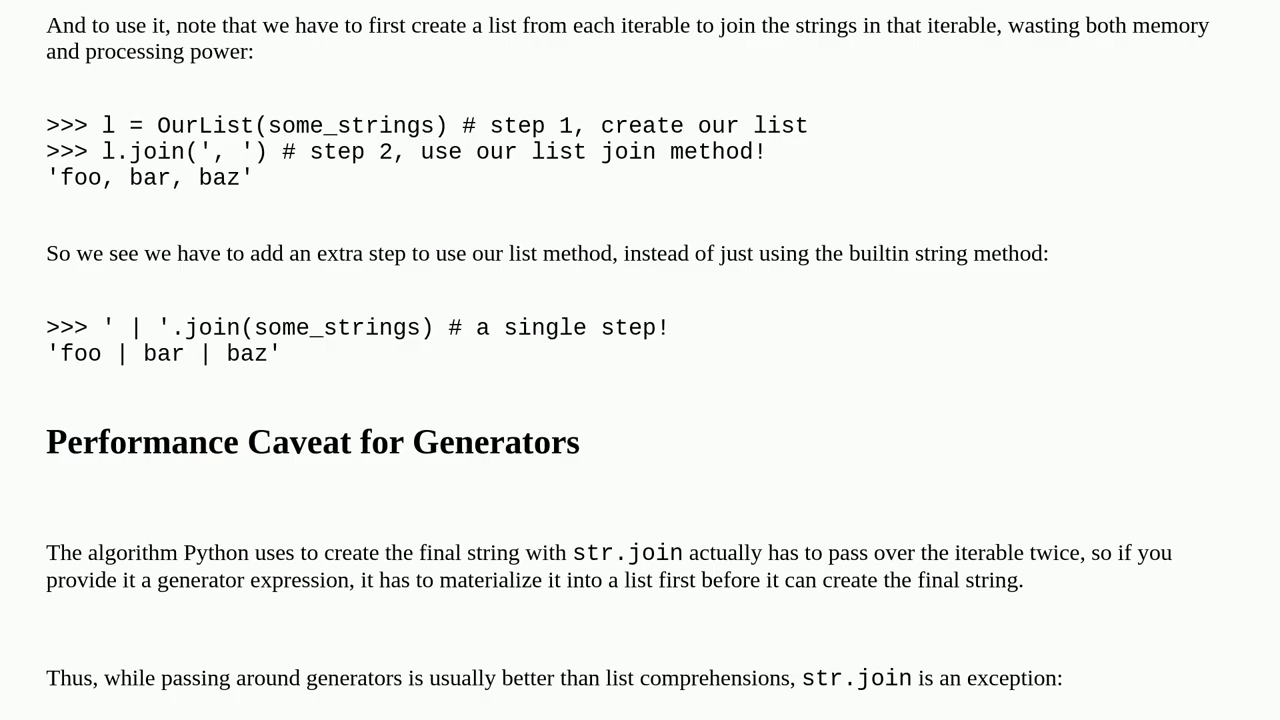 And to use it, note that we have to first create a list from each iterable to join the strings in that iterable, wasting both memory
and processing power:
>>> l = OurList(some_strings) # step 1, create our list
>>> l.join(', ') # step 2, use our list join method!
'foo, bar, baz'
So we see we have to add an extra step to use our list method, instead of just using the builtin string method:
>>> ' | '.join(some_strings) # a single step!
'foo | bar | baz'
Performance Caveat for Generators
The algorithm Python uses to create the final string with str.join actually has to pass over the iterable twice, so if you
provide it a generator expression, it has to materialize it into a list first before it can create the final string.
Thus, while passing around generators is usually better than list comprehensions, str.join is an exception: